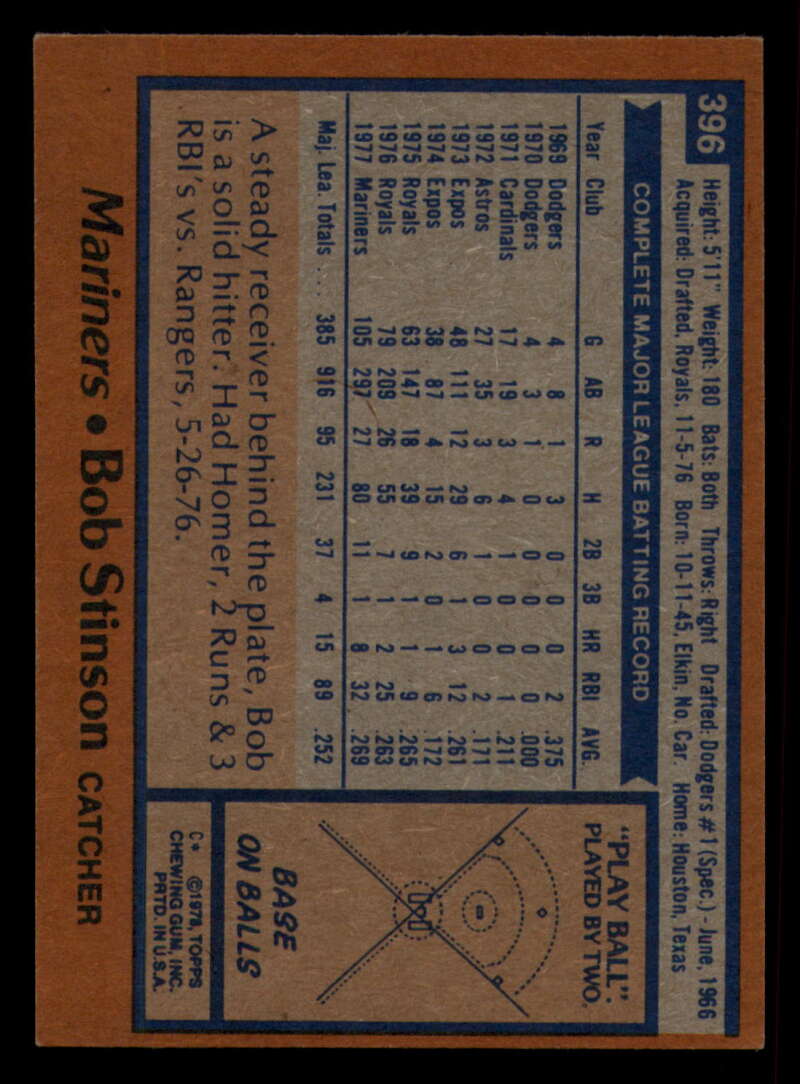 396
Height: 5'11" Weight: 180 Bats: Both Throws: Right Drafted: Dodgers #1 (Spec.) - June, 1966
Acquired: Drafted, Royals, 11-5-76 Born: 10-11-45, Elkin, No. Car. Home: Houston, Texas
COMPLETE MAJOR LEAGUE BATTING RECORD
Year Club G AB R H 2B 3B HR RBI AVG.
1969 Dodgers 4 8 1 3 0 0 0 2 .375
1970 Dodgers 4 3 1 0 0 0 0 0 .000
1971 Cardinals 17 19 3 4 1 0 0 1 .211
1972 Astros 27 35 3 6 1 0 0 2 .171
1973 Expos 48 111 12 29 6 1 3 12 .261
1974 Expos 38 87 4 15 2 0 1 6 .172
1975 Royals 63 147 18 39 9 1 1 9 .265
1976 Royals 79 209 26 55 7 1 2 25 .263
1977 Mariners 105 297 27 80 11 1 8 32 .269
Maj. Lea. Totals ... 385 916 95 231 37 4 15 89 .252
A steady receiver behind the plate, Bob
is a solid hitter. Had Homer, 2 Runs & 3
RBI's vs. Rangers, 5-26-76.
"PLAY BALL":
PLAYED BY TWO.
BASE
ON BALLS
C* ©1978, TOPPS
CHEWING GUM, INC.
PRTD. IN U.S.A.
Mariners • Bob Stinson CATCHER